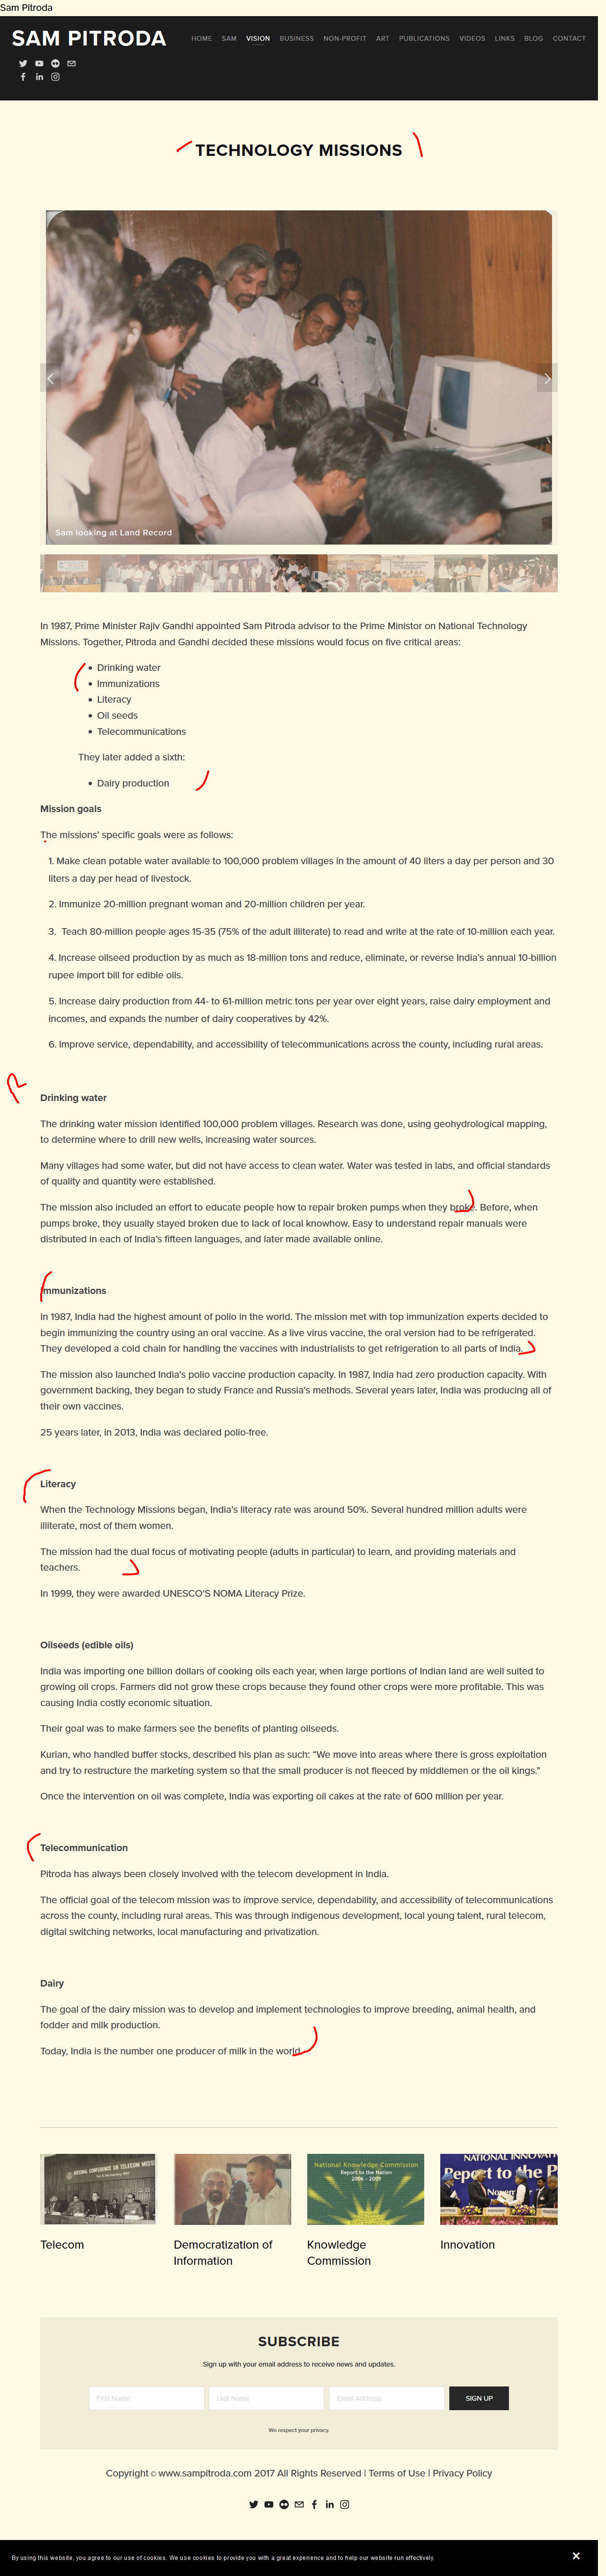 Sam Pitroda
SAM PITRODA
HOME SAM VISION BUSINESS NON-PROFIT ART PUBLICATIONS VIDEOS LINKS BLOG CONTACT
TECHNOLOGY MISSIONS
Sam looking at Land Record
In 1987, Prime Minister Rajiv Gandhi appointed Sam Pitroda advisor to the Prime Ministor on National Technology
Missions. Together, Pitroda and Gandhi decided these missions would focus on five critical areas:
• Drinking water
• Immunizations
• Literacy
• Oil seeds
• Telecommunications
They later added a sixth:
• Dairy production
Mission goals
The missions' specific goals were as follows:
1. Make clean potable water available to 100,000 problem villages in the amount of 40 liters a day per person and 30
liters a day per head of livestock.
2. Immunize 20-million pregnant woman and 20-million children per year.
3. Teach 80-million people ages 15-35 (75% of the adult illiterate) to read and write at the rate of 10-million each year.
4. Increase oilseed production by as much as 18-million tons and reduce, eliminate, or reverse India's annual 10-billion
rupee import bill for edible oils.
5. Increase dairy production from 44- to 61-million metric tons per year over eight years, raise dairy employment and
incomes, and expands the number of dairy cooperatives by 42%.
6. Improve service, dependability, and accessibility of telecommunications across the county, including rural areas.
Drinking water
The drinking water mission identified 100,000 problem villages. Research was done, using geohydrological mapping,
to determine where to drill new wells, increasing water sources.
Many villages had some water, but did not have access to clean water. Water was tested in labs, and official standards
of quality and quantity were established.
The mission also included an effort to educate people how to repair broken pumps when they broke. Before, when
pumps broke, they usually stayed broken due to lack of local knowhow. Easy to understand repair manuals were
distributed in each of India's fifteen languages, and later made available online.
Immunizations
In 1987, India had the highest amount of polio in the world. The mission met with top immunization experts decided to
begin immunizing the country using an oral vaccine. As a live virus vaccine, the oral version had to be refrigerated.
They developed a cold chain for handling the vaccines with industrialists to get refrigeration to all parts of India.
The mission also launched India's polio vaccine production capacity. In 1987, India had zero production capacity. With
government backing, they began to study France and Russia's methods. Several years later, India was producing all of
their own vaccines.
25 years later, in 2013, India was declared polio-free.
Literacy
When the Technology Missions began, India's literacy rate was around 50%. Several hundred million adults were
illiterate, most of them women.
The mission had the dual focus of motivating people (adults in particular) to learn, and providing materials and
teachers.
In 1999, they were awarded UNESCO'S NOMA Literacy Prize.
Oilseeds (edible oils)
India was importing one billion dollars of cooking oils each year, when large portions of Indian land are well suited to
growing oil crops. Farmers did not grow these crops because they found other crops were more profitable. This was
causing India costly economic situation.
Their goal was to make farmers see the benefits of planting oilseeds.
Kurian, who handled buffer stocks, described his plan as such: "We move into areas where there is gross exploitation
and try to restructure the marketing system so that the small producer is not fleeced by middlemen or the oil kings."
Once the intervention on oil was complete, India was exporting oil cakes at the rate of 600 million per year.
Telecommunication
Pitroda has always been closely involved with the telecom development in India.
The official goal of the telecom mission was to improve service, dependability, and accessibility of telecommunications
across the county, including rural areas. This was through indigenous development, local young talent, rural telecom,
digital switching networks, local manufacturing and privatization.
Dairy
The goal of the dairy mission was to develop and implement technologies to improve breeding, animal health, and
fodder and milk production.
Today, India is the number one producer of milk in the world.
NATIONAL CONFERENCE ON TELECOM MISS
National Knowledge Commission
Report to the Nation
2006 - 2009
NATIONAL INNOVATI
Report to the P
Novem
Telecom
Democratization of
Information
Knowledge
Commission
Innovation
SUBSCRIBE
Sign up with your email address to receive news and updates.
First Name Last Name Email Address SIGN UP
We respect your privacy.
Copyright © www.sampitroda.com 2017 All Rights Reserved | Terms of Use | Privacy Policy
By using this website, you agree to our use of cookies. We use cookies to provide you with a great experience and to help our website run effectively.